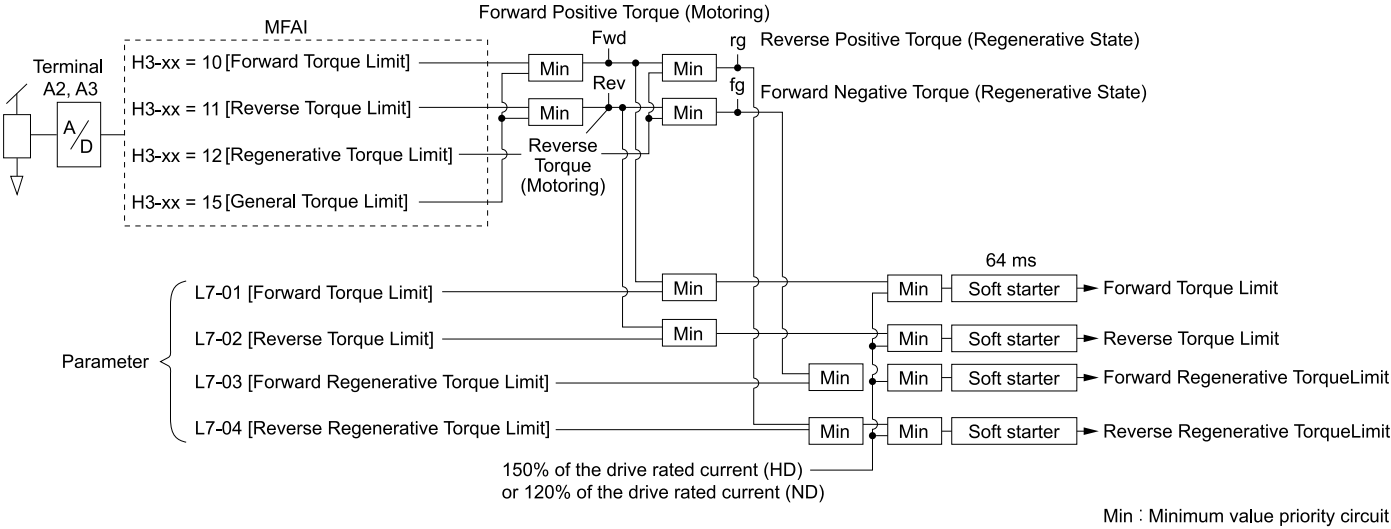 Forward Positive Torque (Motoring)
MFAI
Fwd
rg
Reverse Positive Torque (Regenerative State)
Terminal
A2, A3
H3-xx = 10 [Forward Torque Limit]
Min
Min
Rev
fg
Forward Negative Torque (Regenerative State)
A/D
H3-xx = 11 [Reverse Torque Limit]
Min
Min
H3-xx = 12 [Regenerative Torque Limit]
Reverse
Torque
(Motoring)
H3-xx = 15 [General Torque Limit]
64 ms
L7-01 [Forward Torque Limit]
Min
Min
Soft starter
Forward Torque Limit
L7-02 [Reverse Torque Limit]
Min
Min
Soft starter
Reverse Torque Limit
Parameter
L7-03 [Forward Regenerative Torque Limit]
Min
Min
Soft starter
Forward Regenerative TorqueLimit
L7-04 [Reverse Regenerative Torque Limit]
Min
Min
Soft starter
Reverse Regenerative TorqueLimit
150% of the drive rated current (HD)
or 120% of the drive rated current (ND)
Min : Minimum value priority circuit